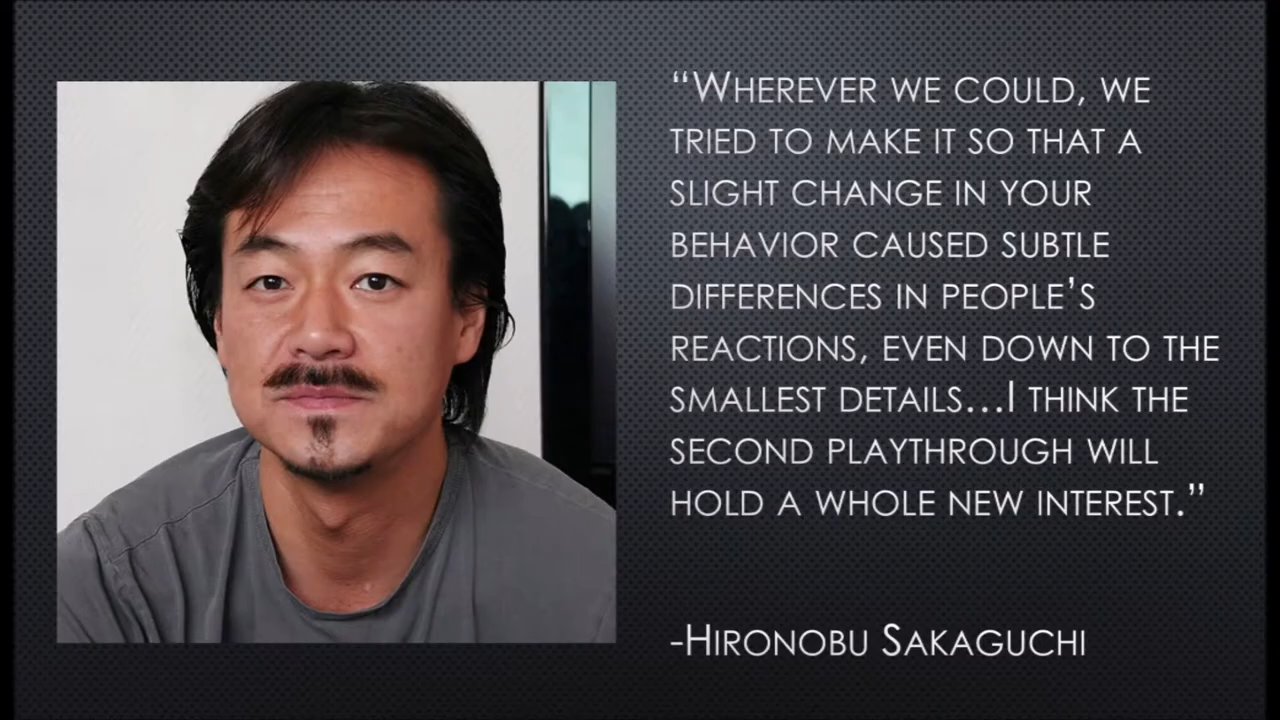 “Wherever we could, we
tried to make it so that a
slight change in your
behavior caused subtle
differences in people’s
reactions, even down to the
smallest details…I think the
second playthrough will
hold a whole new interest.”
-Hironobu Sakaguchi